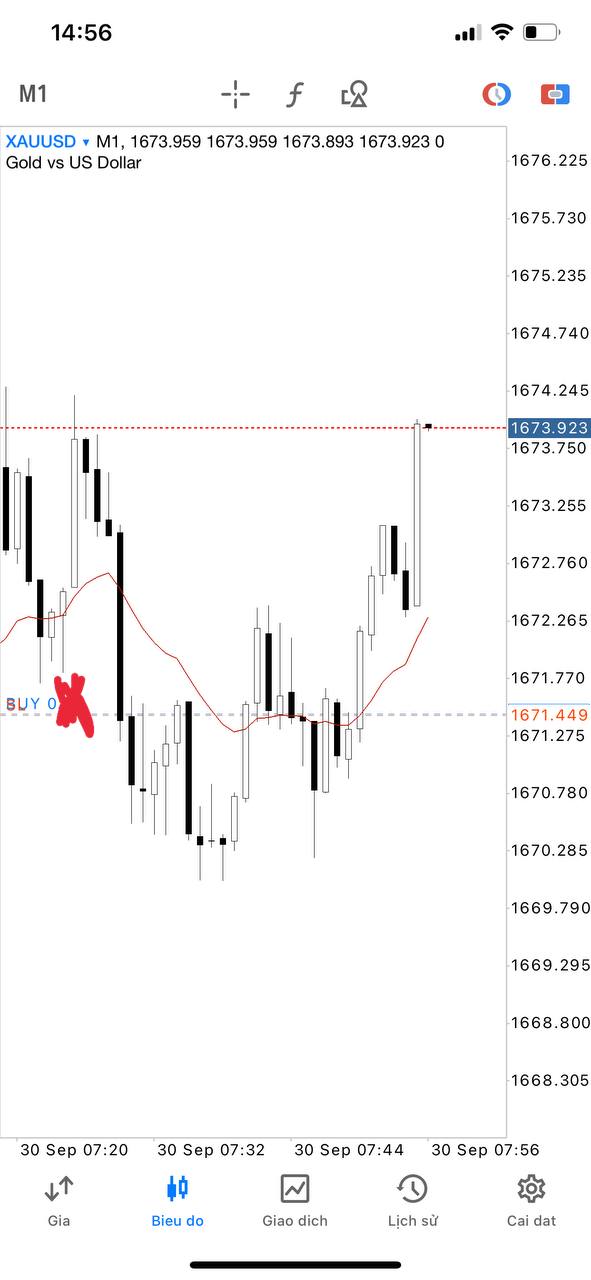 14:56
M1
XAUUSD ▾ M1, 1673.959 1673.959 1673.893 1673.923 0
Gold vs US Dollar
1676.225
1675.730
1675.235
1674.740
1674.245
1673.923
1673.750
1673.255
1672.760
1672.265
1671.770
BUY 0
SL
1671.449
1671.275
1670.780
1670.285
1669.790
1669.295
1668.800
1668.305
30 Sep 07:20 30 Sep 07:32 30 Sep 07:44 30 Sep 07:56
Gia Bieu do Giao dich Lịch sử Cai dat